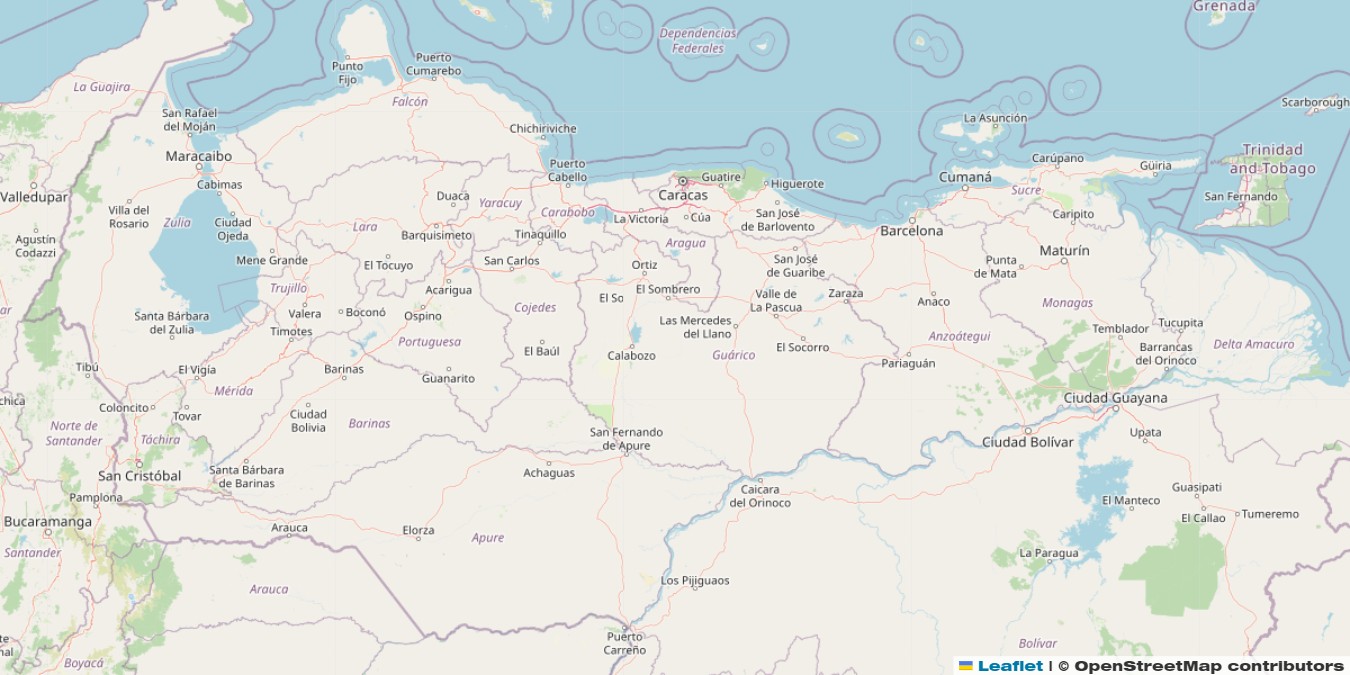 Grenada
Dependencias
Federales
Punto
Fijo
Puerto
Cumarebo
La Guajira
Falcón
Scarborough
San Rafael
del Moján
Chichiriviche
La Asunción
Maracaibo
Puerto
Cabello
Carúpano
Güiria
Trinidad
and Tobago
Valledupar
Cabimas
Caracas
Guatire
Higuerote
Cumaná
Sucre
San Fernando
Villa del
Rosario
Zulia
Ciudad
Ojeda
Duaca
Yaracuy
Carabobo
La Victoria
Cúa
San José
de Barlovento
Barcelona
Caripito
Agustín
Codazzi
Lara
Barquisimeto
Tinaquillo
Aragua
Mene Grande
El Tocuyo
San Carlos
Ortiz
San José
de Guaribe
Punta
de Mata
Maturín
Trujillo
Acarigua
El Sombrero
El So
Valle de
La Pascua
Zaraza
Anaco
Monagas
ar
Santa Bárbara
del Zulia
Valera
Boconó
Ospino
Cojedes
Las Mercedes
del Llano
Timotes
Portuguesa
Anzoátegui
Temblador
Tucupita
Delta Amacuro
El Baúl
Calabozo
Guárico
El Socorro
Pariaguán
Barrancas
del Orinoco
Tibú
El Vigía
Barinas
Guanarito
Mérida
chica
Coloncito
Tovar
Ciudad
Bolivia
Barinas
Ciudad Guayana
Norte de
Santander
Táchira
San Fernando
de Apure
Ciudad Bolívar
Upata
San Cristóbal
Santa Bárbara
de Barinas
Achaguas
Pamplona
Caicara
del Orinoco
El Manteco
Guasipati
El Callao
Tumeremo
Bucaramanga
Arauca
Elorza
Apure
Santander
La Paragua
Arauca
Los Pijiguaos
te
nal
Puerto
Carreño
Bolívar
Boyacá
Leaflet | © OpenStreetMap contributors